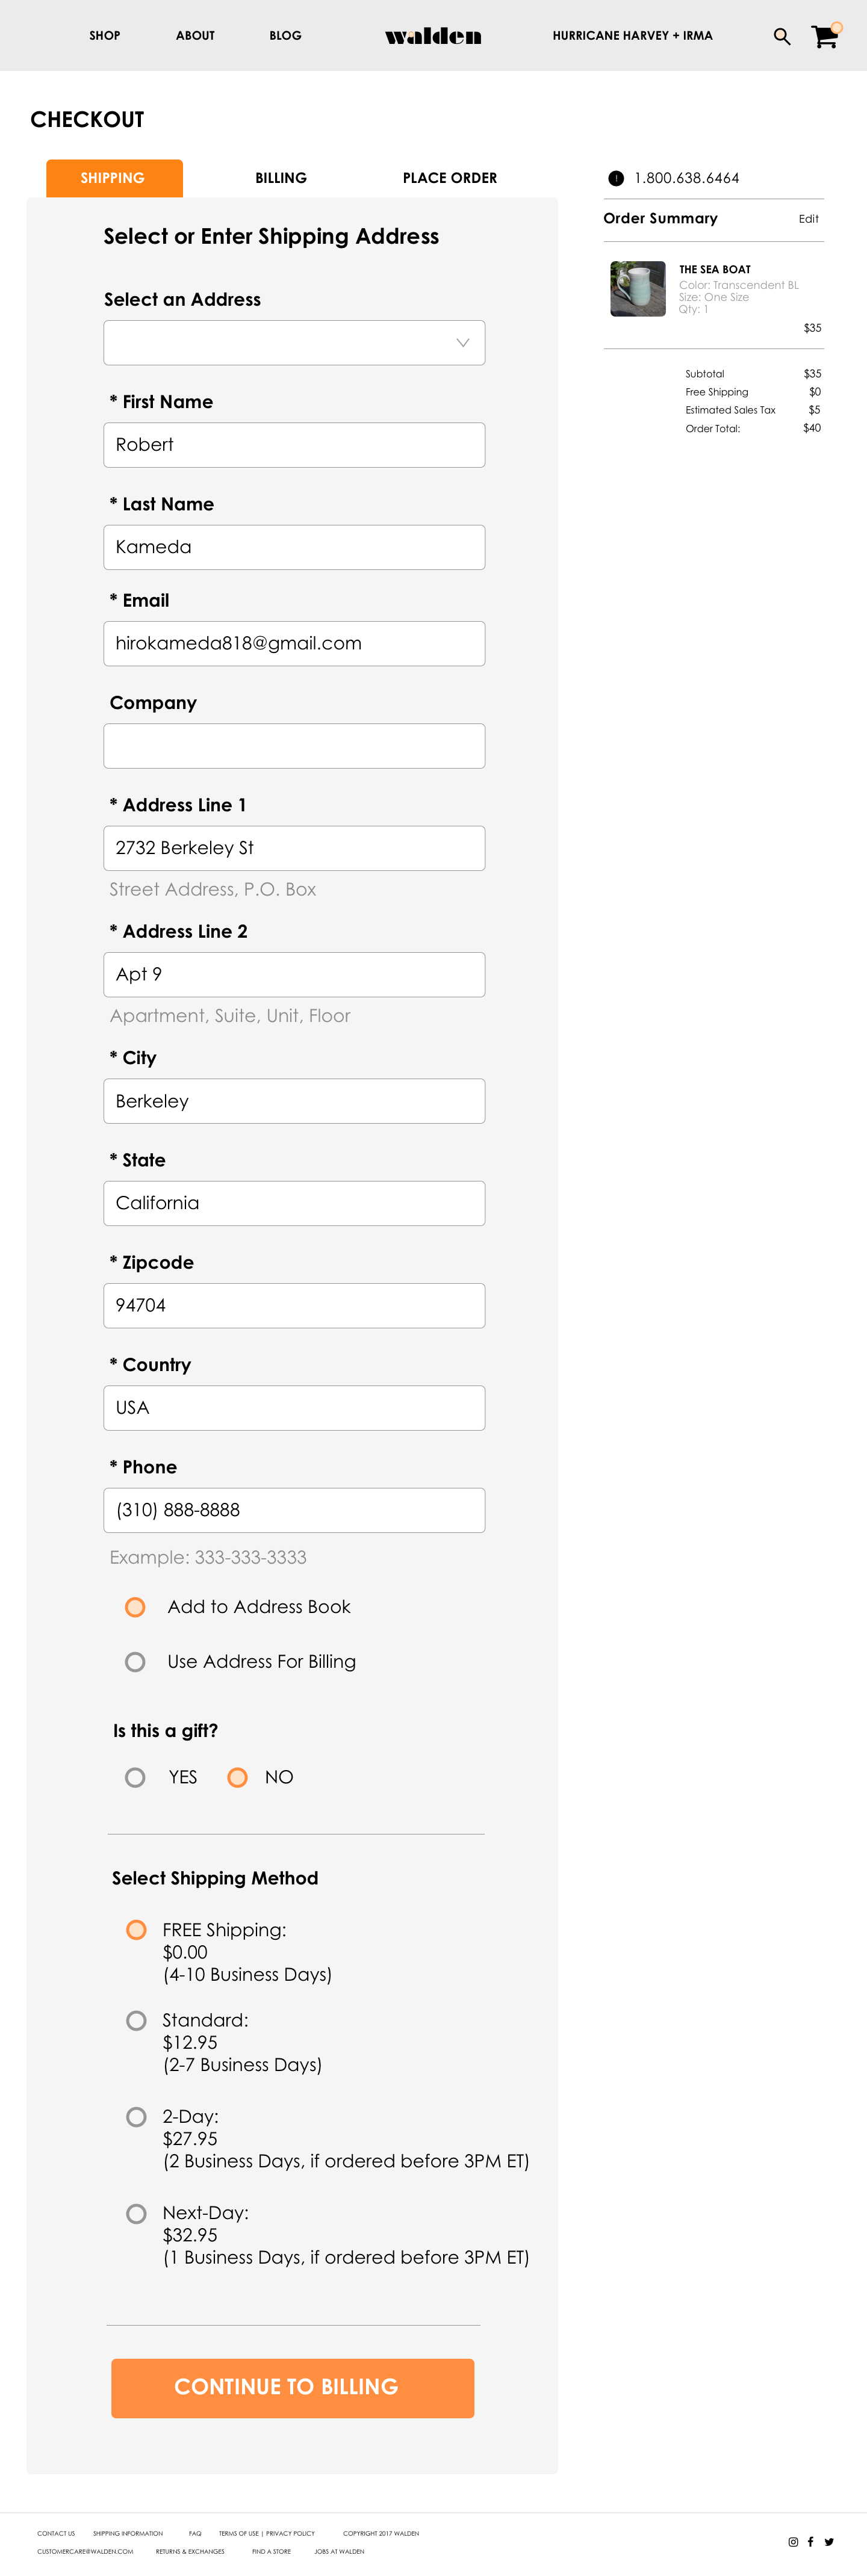 SHOP ABOUT BLOG walden HURRICANE HARVEY + IRMA
CHECKOUT
SHIPPING BILLING PLACE ORDER
Select or Enter Shipping Address
Select an Address
* First Name
Robert
* Last Name
Kameda
* Email
hirokameda818@gmail.com
Company
* Address Line 1
2732 Berkeley St
Street Address, P.O. Box
* Address Line 2
Apt 9
Apartment, Suite, Unit, Floor
* City
Berkeley
* State
California
* Zipcode
94704
* Country
USA
* Phone
(310) 888-8888
Example: 333-333-3333
Add to Address Book
Use Address For Billing
Is this a gift?
YES NO
Select Shipping Method
FREE Shipping:
$0.00
(4-10 Business Days)
Standard:
$12.95
(2-7 Business Days)
2-Day:
$27.95
(2 Business Days, if ordered before 3PM ET)
Next-Day:
$32.95
(1 Business Days, if ordered before 3PM ET)
CONTINUE TO BILLING
1.800.638.6464
Order Summary Edit
THE SEA BOAT
Color: Transcendent BL
Size: One Size
Qty: 1
$35
Subtotal $35
Free Shipping $0
Estimated Sales Tax $5
Order Total: $40
CONTACT US SHIPPING INFORMATION FAQ TERMS OF USE | PRIVACY POLICY COPYRIGHT 2017 WALDEN
CUSTOMERCARE@WALDEN.COM RETURNS & EXCHANGES FIND A STORE JOBS AT WALDEN